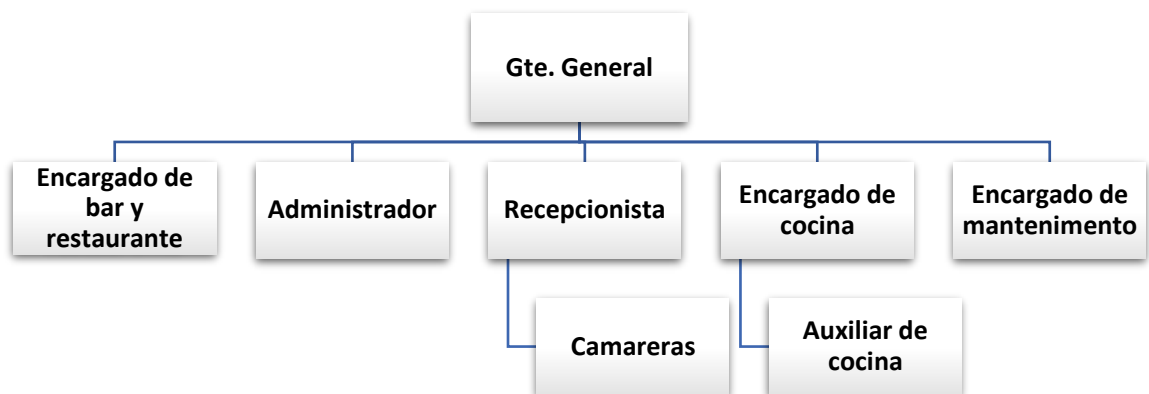 Gte. General
Encargado de
bar y
restaurante
Administrador
Recepcionista
Encargado de
cocina
Encargado de
mantenimento
Camareras
Auxiliar de
cocina